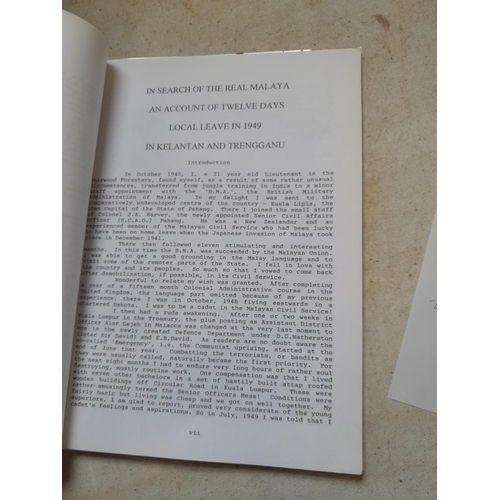 IN SEARCH OF THE REAL MALAYA
AN ACCOUNT OF TWELVE DAYS
LOCAL LEAVE IN 1949
IN KELANTAN AND TRENGGANU
Introduction
In October 1945, I, a 21 year old Lieutenant in the
Sherwood Foresters, found myself, as a result of some rather unusual
circumstances, transferred from jungle training in India to a minor
staff appointment with the 'B.M.A.', the British Military
Administration of Malaya. To my delight I was sent to the
comparatively undeveloped centre of the country - Kuala Lipis, the
then capital of the State of Pahang. There I joined the small staff
of Colonel J.A. Harvey, the newly appointed Senior Civil Affairs
Officer (S.C.A.O.) Pahang. He was a New Zealander and an
experienced member of the Malayan Civil Service who had been lucky
to have been on home leave when the Japanese invasion of Malaya took
place in December 1941.
There then followed eleven stimulating and interesting
months. In this time the B.M.A. was succeeded by the Malayan Union.
I was able to get a good grounding in the Malay language and to
visit some of the remoter parts of the State. I fell in love with
the country and its peoples. So much so that I vowed to come back
after demobilisation, if possible, in its Civil Service.
Wonderful to relate my wish was granted. After completing
a year of a fifteen month Colonial Administrative course in the
United Kingdom, the language part omitted because of my previous
experience, there I was in October, 1948 flying eastwards in a
chartered Dakota. I was to be a cadet in the Malayan Civil Service!
I then had a rude awakening. After one or two weeks in
Kuala Lumpur in the Treasury, the plum posting as Assistant District
Officer Alor Gajah in Malacca was changed at the very last moment to
one in the newly created Defence Department under D.C.Watherston
(later Sir David) and E.B.David. As readers are no doubt aware the
so-called 'Emergency', i.e., the Communist uprising, started at the
end of June that year. Combatting the terrorists, or bandits as
they were usually called, naturally became the first priority. For
the next eight months I had to endure very long hours of rather soul
destroying, mostly routine work. One compensation was that I lived
with seven other bachelors in a set of hastily built attap roofed
wooden buildings off Circular Road in Kuala Lumpur. These were
rather amusingly termed the Senior Officers Mess! Conditions were
fairly basic but living was cheap and we got on well together. My
superiors, I am glad to report, proved very considerate of the young
cadet's feelings and aspirations. So in July, 1949 I was told that I
vii